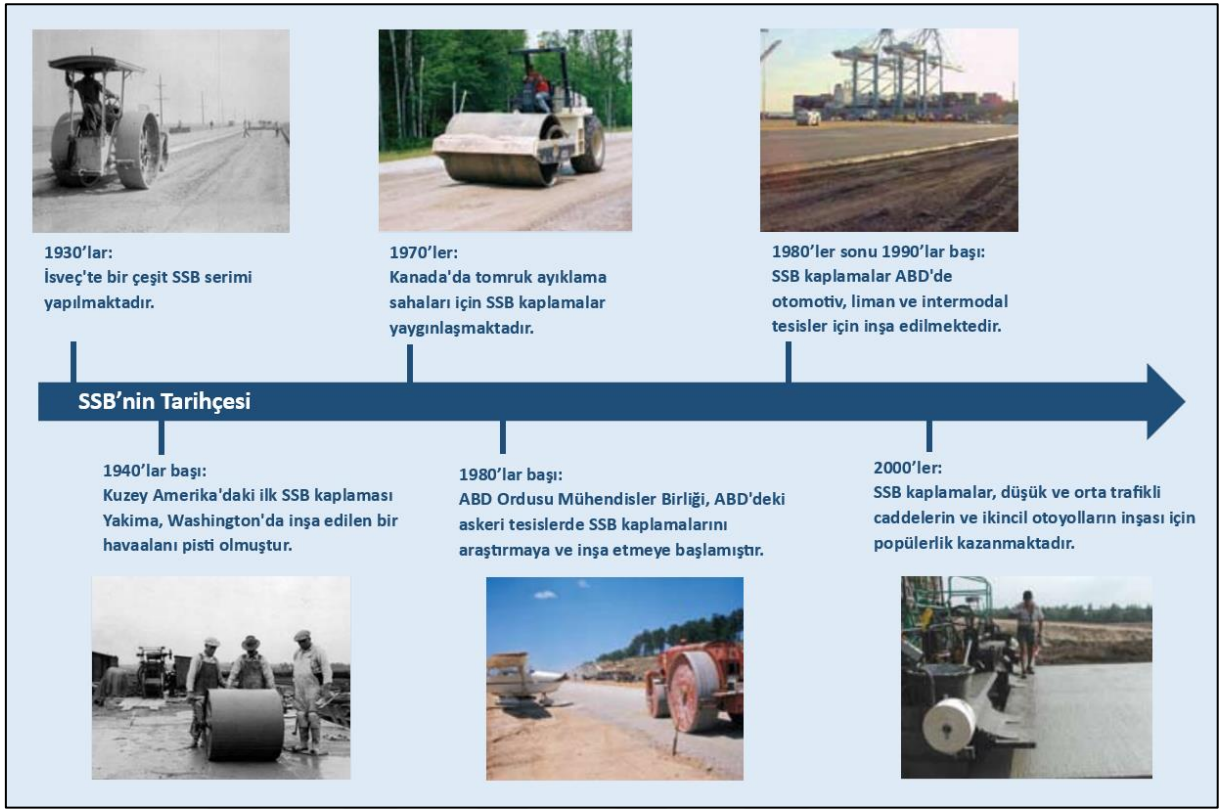 1930’lar:
İsveç'te bir çeşit SSB serimi
yapılmaktadır.
1970’ler:
Kanada'da tomruk ayıklama
sahaları için SSB kaplamalar
yaygınlaşmaktadır.
1980’ler sonu 1990’lar başı:
SSB kaplamalar ABD'de
otomotiv, liman ve intermodal
tesisler için inşa edilmektedir.
SSB’nin Tarihçesi
1940’lar başı:
Kuzey Amerika'daki ilk SSB kaplaması
Yakima, Washington'da inşa edilen bir
havaalanı pisti olmuştur.
1980’lar başı:
ABD Ordusu Mühendisler Birliği, ABD'deki
askeri tesislerde SSB kaplamalarını
araştırmaya ve inşa etmeye başlamıştır.
2000’ler:
SSB kaplamalar, düşük ve orta trafikli
caddelerin ve ikincil otoyolların inşası için
popülerlik kazanmaktadır.